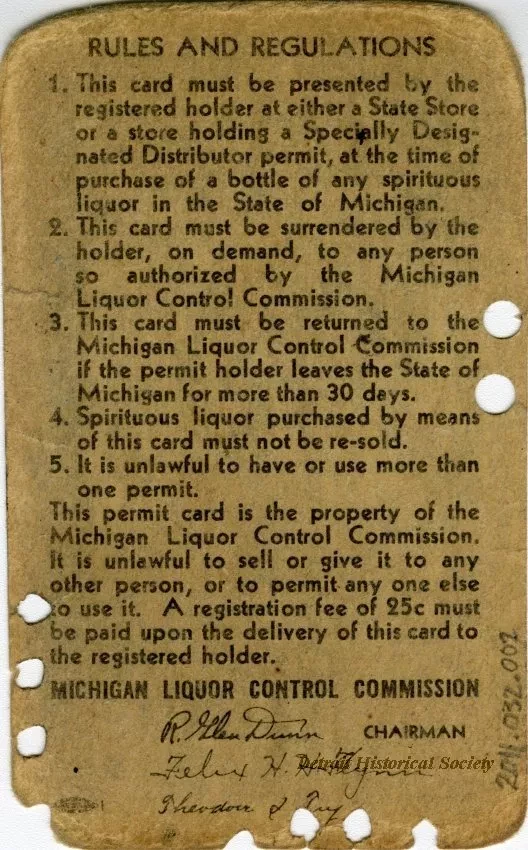 RULES AND REGULATIONS
1. This card must be presented by the
registered holder at either a State Store
or a store holding a Specially Desig-
nated Distributor permit, at the time of
purchase of a bottle of any spirituous
liquor in the State of Michigan.
2. This card must be surrendered by the
holder, on demand, to any person
so authorized by the Michigan
Liquor Control Commission.
3. This card must be returned to the
Michigan Liquor Control Commission
if the permit holder leaves the State of
Michigan for more than 30 days.
4. Spirituous liquor purchased by means
of this card must not be re-sold.
5. It is unlawful to have or use more than
one permit.
This permit card is the property of the
Michigan Liquor Control Commission.
It is unlawful to sell or give it to any
other person, or to permit any one else
to use it. A registration fee of 25c must
be paid upon the delivery of this card to
the registered holder.
MICHIGAN LIQUOR CONTROL COMMISSION
R. Glen Dunn CHAIRMAN
Felix H. H. Flynn
Detroit Historical Society
Theodore I. Fry
2011.032.002